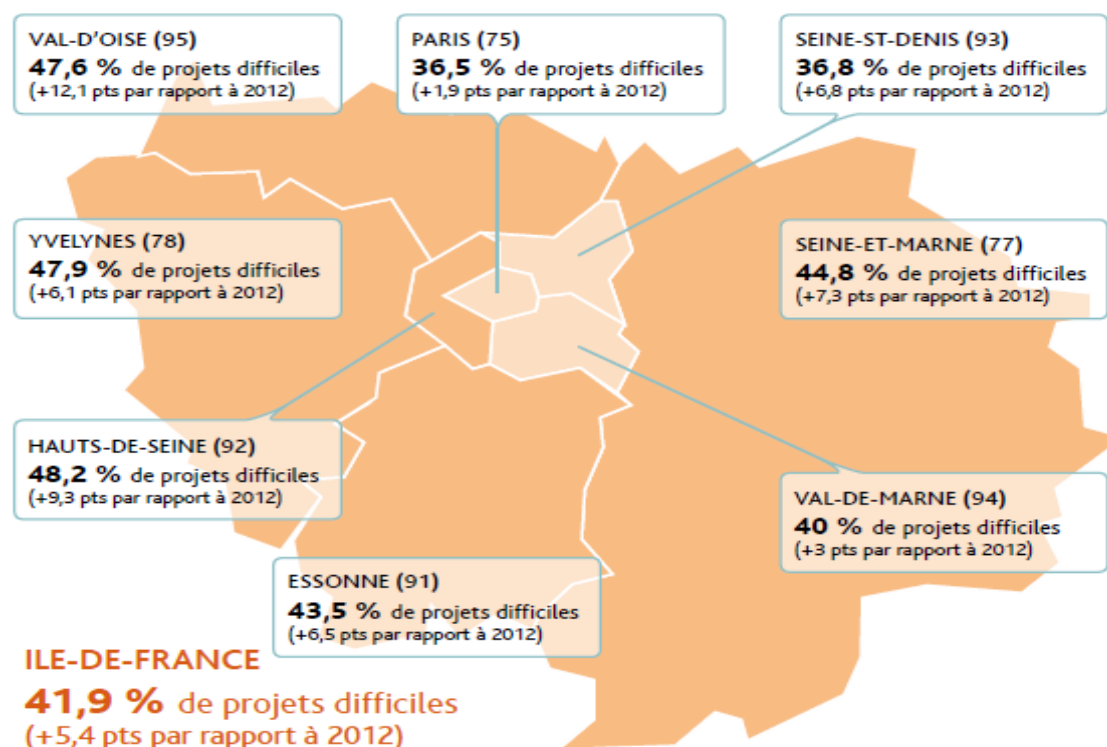 VAL-D'OISE (95)
47,6 % de projets difficiles
(+12,1 pts par rapport à 2012)
PARIS (75)
36,5 % de projets difficiles
(+1,9 pts par rapport à 2012)
SEINE-ST-DENIS (93)
36,8 % de projets difficiles
(+6,8 pts par rapport à 2012)
YVELYNES (78)
47,9 % de projets difficiles
(+6,1 pts par rapport à 2012)
SEINE-ET-MARNE (77)
44,8 % de projets difficiles
(+7,3 pts par rapport à 2012)
HAUTS-DE-SEINE (92)
48,2 % de projets difficiles
(+9,3 pts par rapport à 2012)
VAL-DE-MARNE (94)
40 % de projets difficiles
(+3 pts par rapport à 2012)
ESSONNE (91)
43,5 % de projets difficiles
(+6,5 pts par rapport à 2012)
ILE-DE-FRANCE
41,9 % de projets difficiles
(+5,4 pts par rapport à 2012)